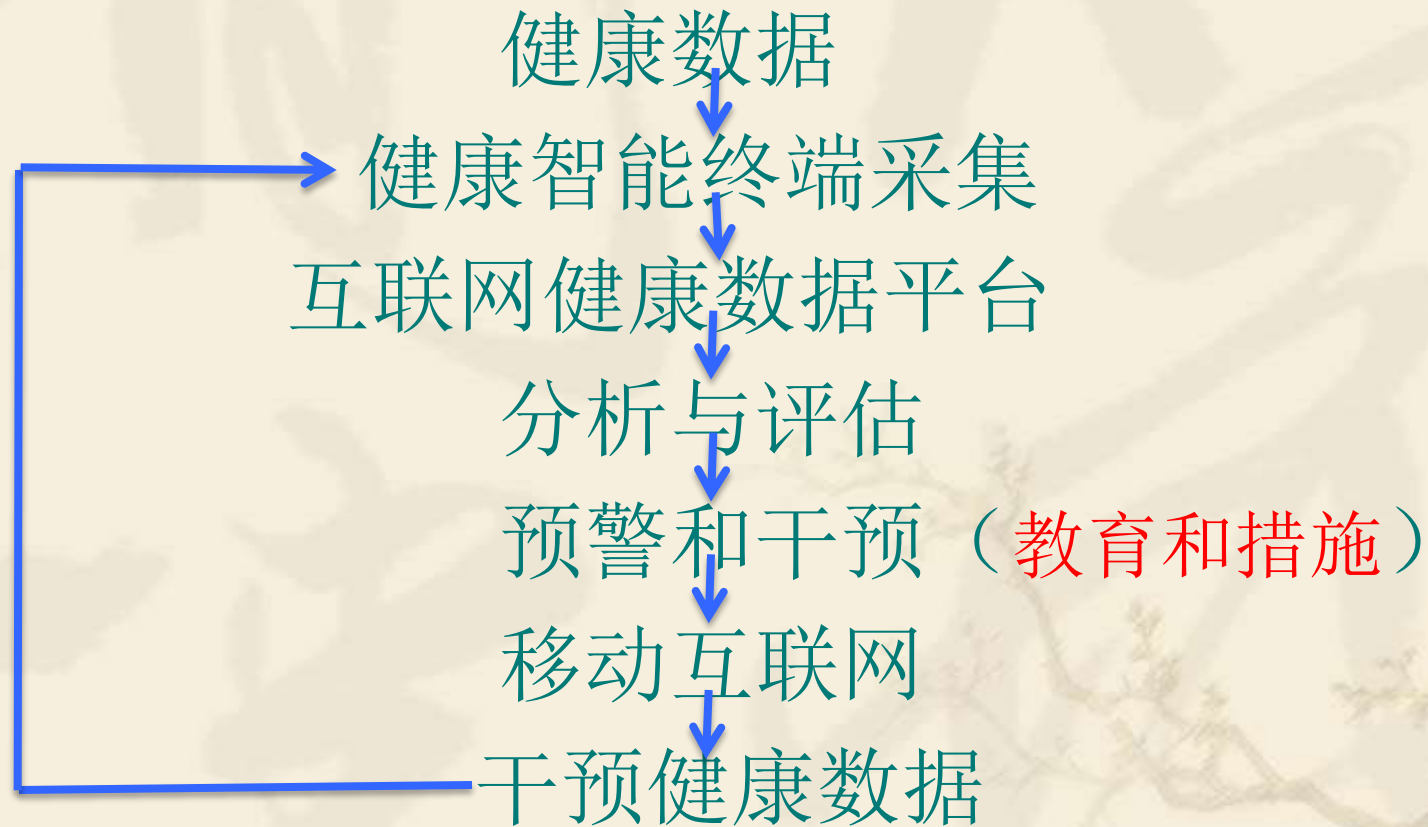 健康数据
健康智能终端采集
互联网健康数据平台
分析与评估
预警和干预（教育和措施）
移动互联网
干预健康数据